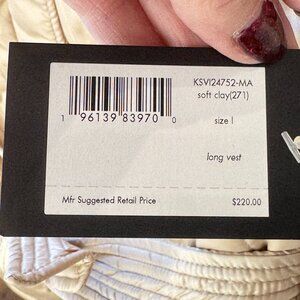 KSVI24752-MA
soft clay(271)
1 96139 83970 0
size l
long vest
Mfr Suggested Retail Price $220.00